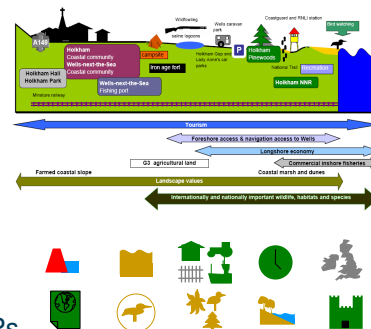 Wildfowling
saline lagoons
Wells caravan
park
Coastguard and RNLI station
Bird watching
A149
Holkham
Coastal community
Wells-next-the-Sea
Coastal community
campsite
Iron age fort
Holkham Gap and
Lady Anne's car
parks
P
Holkham
Pinewoods
National Trail
Recreation
Holkham Hall
Holkham Park
Wells-next-the-Sea
Fishing port
Holkham NNR
Miniature railway
Tourism
Foreshore access & navigation access to Wells
Longshore economy
G3 agricultural land
Commercial inshore fisheries
Farmed coastal slope
Coastal marsh and dunes
Landscape values
Internationally and nationally important wildlife, habitats and species